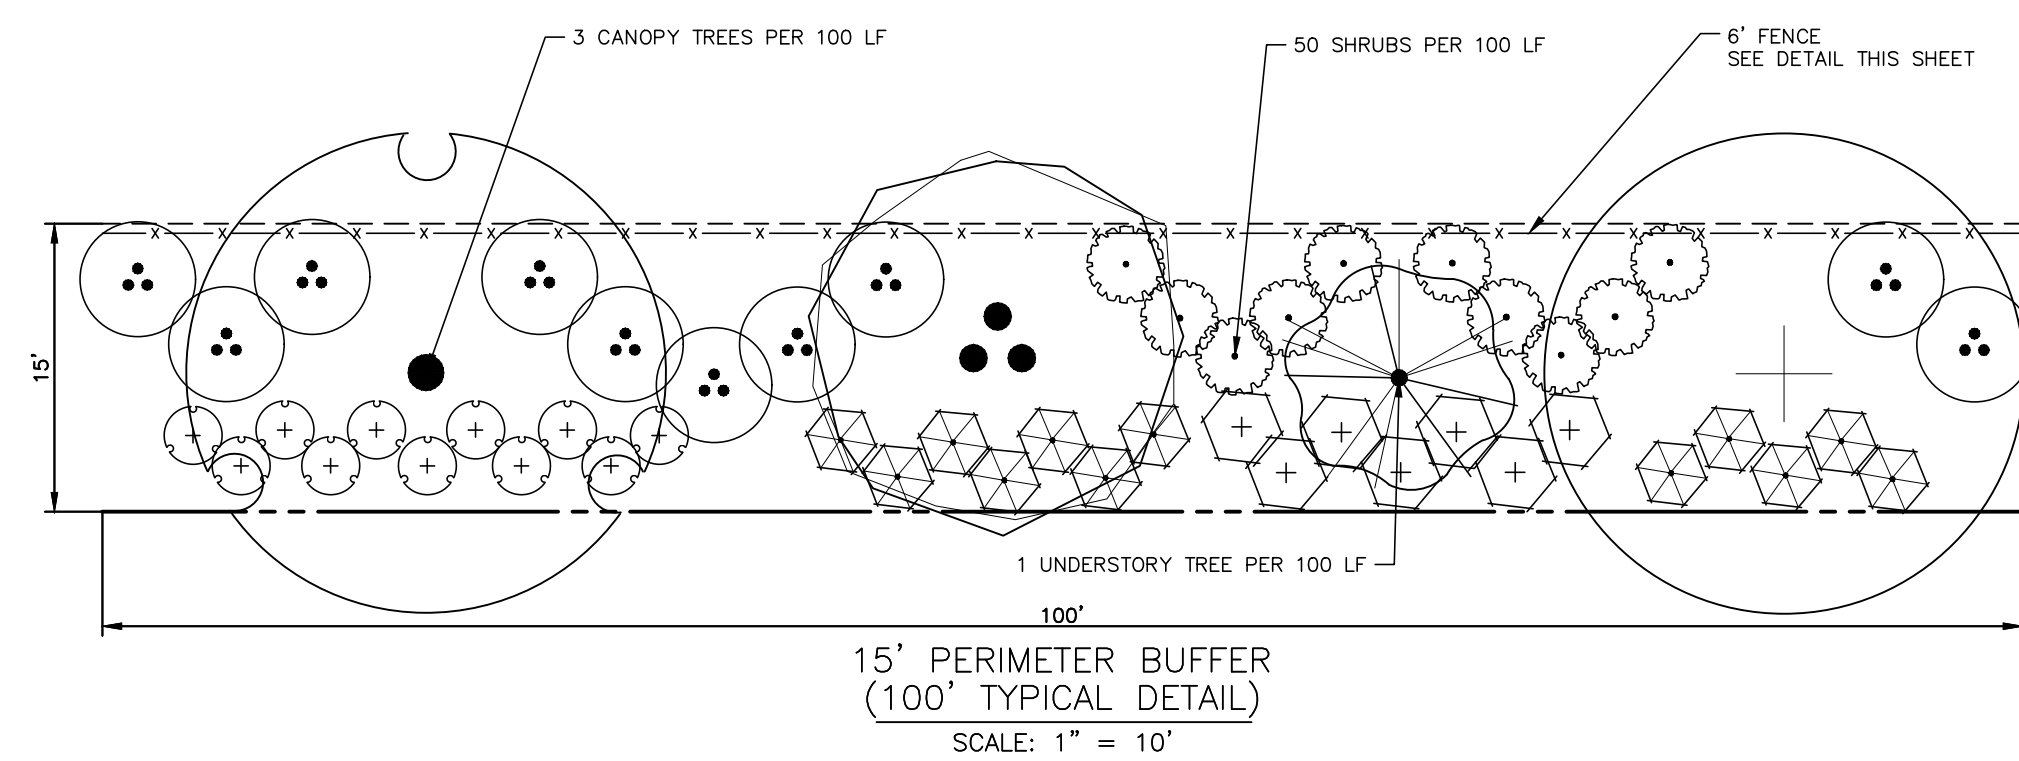 3 CANOPY TREES PER 100 LF
50 SHRUBS PER 100 LF
6' FENCE
SEE DETAIL THIS SHEET
15'
1 UNDERSTORY TREE PER 100 LF
100'
15' PERIMETER BUFFER
(100' TYPICAL DETAIL)
SCALE: 1" = 10'